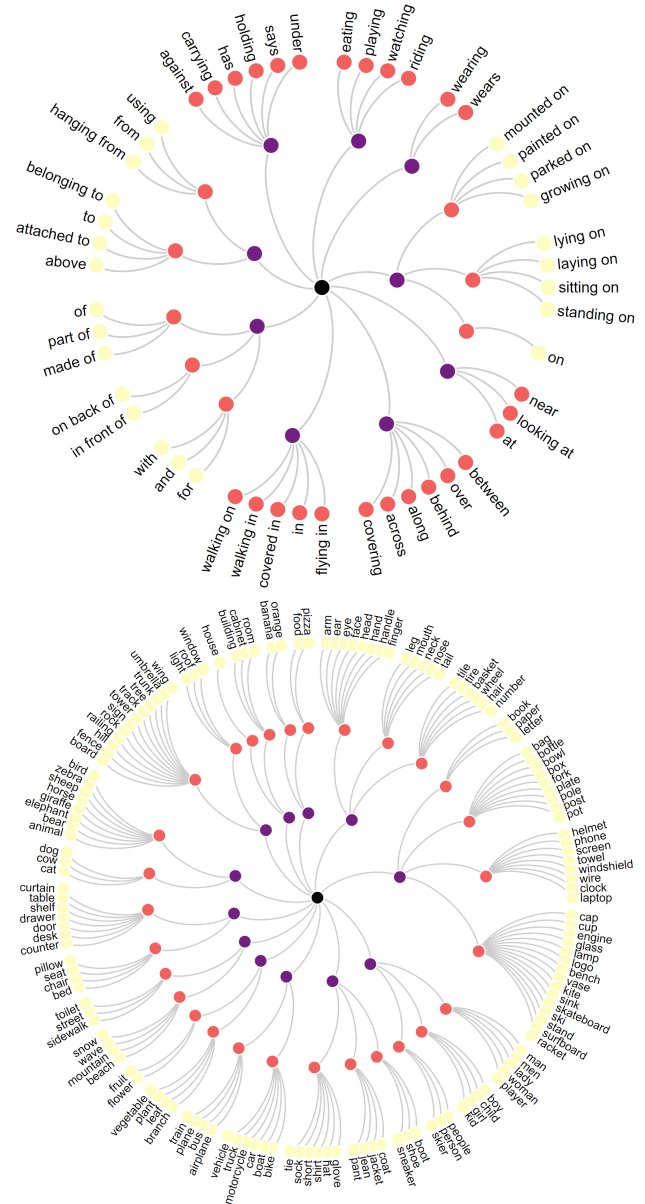 against
carrying
has
holding
says
under
eating
playing
watching
riding
wearing
wears
mounted on
painted on
parked on
growing on
lying on
laying on
sitting on
standing on
on
near
looking at
at
between
over
behind
along
across
covering
flying in
in
covered in
walking in
walking on
for
and
with
in front of
on back of
made of
part of
of
above
attached to
to
belonging to
hanging from
from
using
arm
ear
eye
face
head
hand
handle
finger
leg
mouth
neck
nose
tail
tile
tire
basket
wheel
hair
number
book
paper
letter
bag
bottle
bowl
box
fork
plate
pole
post
pot
helmet
phone
screen
towel
windshield
wire
clock
laptop
cap
cup
engine
glass
lamp
logo
bench
vase
kite
sink
skateboard
ski
stand
surfboard
racket
man
men
lady
woman
player
boy
child
girl
kid
people
person
skier
boot
shoe
sneaker
coat
jacket
jean
pant
glove
hat
shirt
short
sock
tie
bike
boat
car
motorcycle
truck
vehicle
airplane
bus
plane
train
branch
leaf
plant
vegetable
flower
fruit
beach
mountain
wave
snow
sidewalk
street
toilet
bed
chair
seat
pillow
counter
desk
door
drawer
shelf
table
curtain
cat
cow
dog
animal
bear
elephant
giraffe
horse
sheep
zebra
bird
board
fence
hill
railing
rock
sign
tower
track
tree
trunk
umbrella
wing
light
roof
window
house
building
cabinet
room
banana
orange
food
pizza